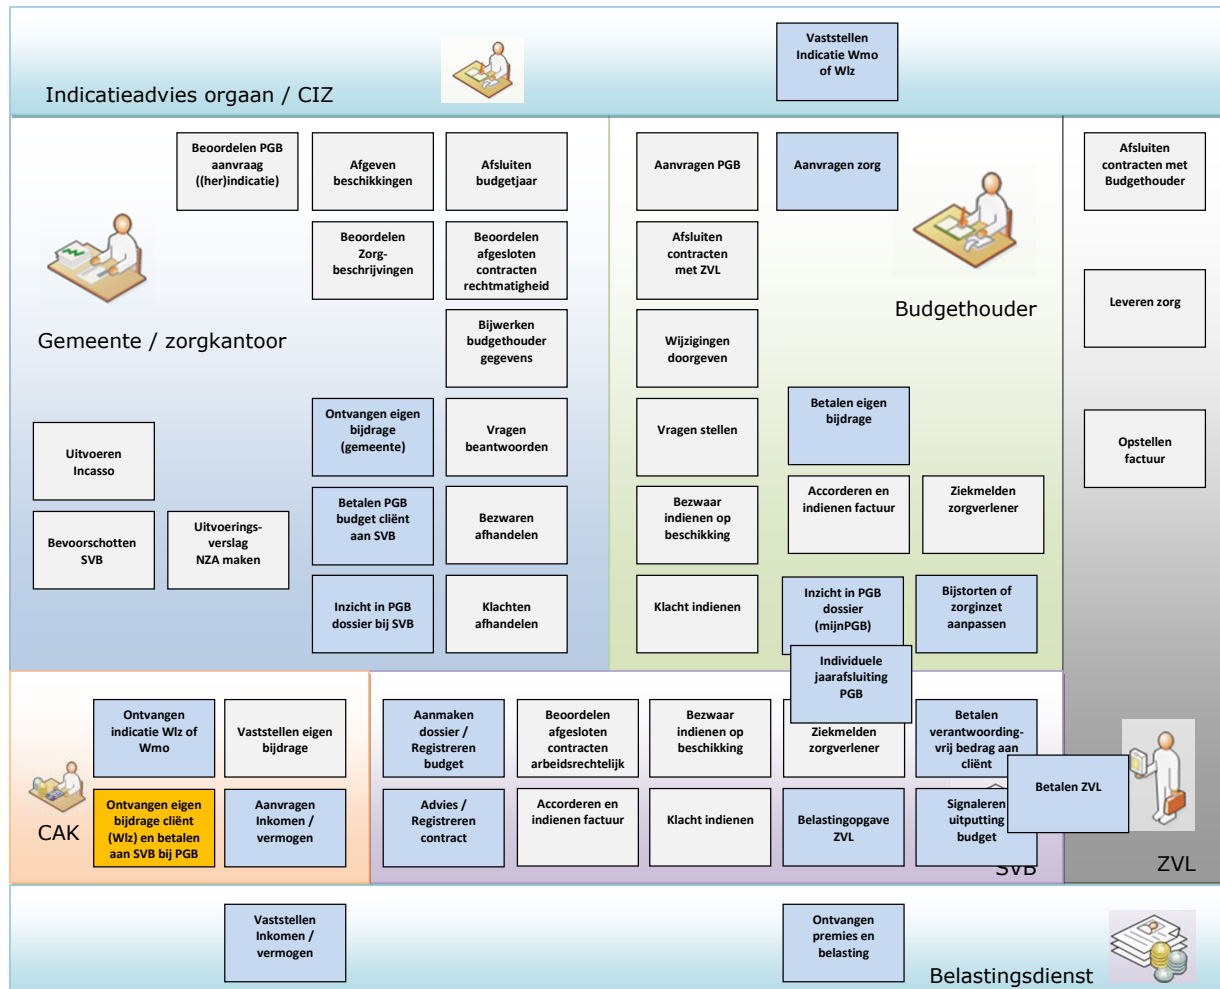 Vaststellen
Indicatie Wmo
of Wlz
Indicatieadvies orgaan / CIZ
Beoordelen PGB
aanvraag
((her)indicatie)
Afgeven
beschikkingen
Afsluiten
budgetjaar
Beoordelen
Zorg-
beschrijvingen
Beoordelen
afgesloten
contracten
rechtmatigheid
Bijwerken
budgethouder
gegevens
Gemeente / zorgkantoor
Ontvangen eigen
bijdrage
(gemeente)
Vragen
beantwoorden
Uitvoeren
Incasso
Betalen PGB
budget cliënt
aan SVB
Bezwaren
afhandelen
Bevoorschotten
SVB
Uitvoerings-
verslag
NZA maken
Inzicht in PGB
dossier bij SVB
Klachten
afhandelen
Aanvragen PGB
Aanvragen zorg
Afsluiten
contracten
met ZVL
Budgethouder
Wijzigingen
doorgeven
Betalen eigen
bijdrage
Vragen stellen
Accorderen en
indienen factuur
Ziekmelden
zorgverlener
Bezwaar
indienen op
beschikking
Klacht indienen
Inzicht in PGB
dossier
(mijnPGB)
Bijstorten of
zorginzet
aanpassen
Individuele
jaarafsluiting
PGB
Afsluiten
contracten met
Budgethouder
Leveren zorg
Opstellen
factuur
Ontvangen
indicatie Wlz of
Wmo
Vaststellen eigen
bijdrage
CAK
Ontvangen eigen
bijdrage cliënt
(Wlz) en betalen
aan SVB bij PGB
Aanvragen
Inkomen /
vermogen
Aanmaken
dossier /
Registreren
budget
Beoordelen
afgesloten
contracten
arbeidsrechtelijk
Bezwaar
indienen op
beschikking
Ziekmelden
zorgverlener
Betalen
verantwoording-
vrij bedrag aan
cliënt
Advies /
Registreren
contract
Accorderen en
indienen factuur
Klacht indienen
Belastingopgave
ZVL
Signaleren
uitputting
budget
Betalen ZVL
SVB
ZVL
Vaststellen
Inkomen /
vermogen
Ontvangen
premies en
belasting
Belastingsdienst